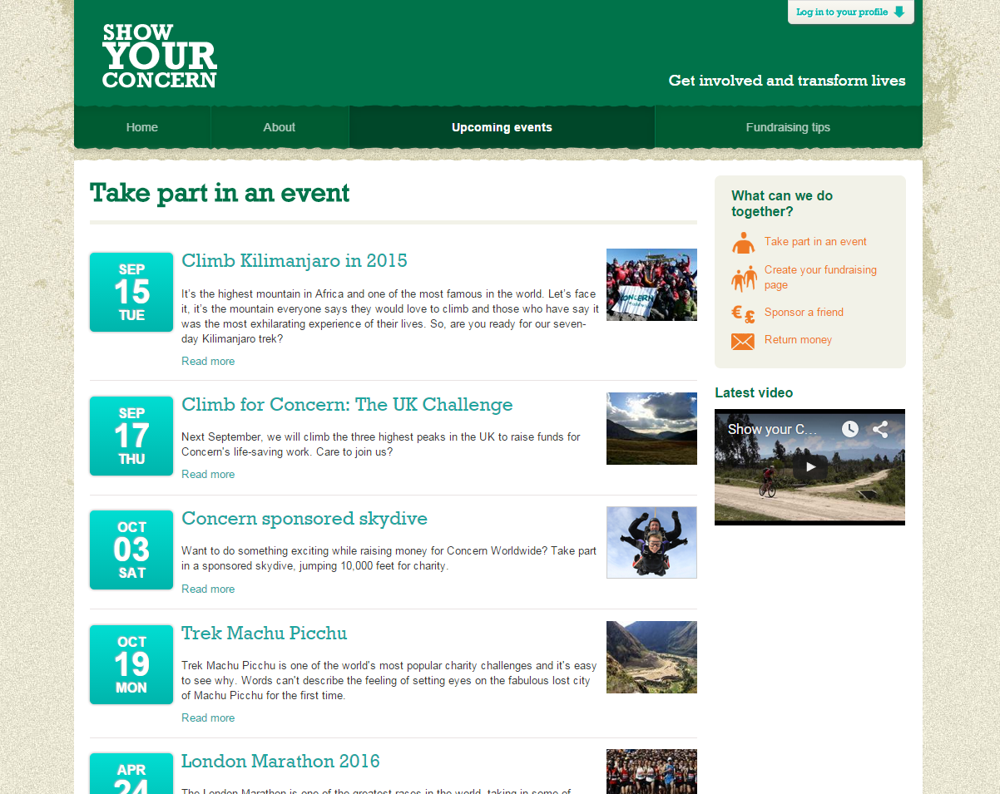 Log in to your profile
SHOW
YOUR
CONCERN
Get involved and transform lives
Home
About
Upcoming events
Fundraising tips
Take part in an event
SEP
15
TUE
Climb Kilimanjaro in 2015
It's the highest mountain in Africa and one of the most famous in the world. Let's face
it, it's the mountain everyone says they would love to climb and those who have say it
was the most exhilarating experience of their lives. So, are you ready for our seven-
day Kilimanjaro trek?
Read more
CONCERN
SEP
17
THU
Climb for Concern: The UK Challenge
Next September, we will climb the three highest peaks in the UK to raise funds for
Concern's life-saving work. Care to join us?
Read more
OCT
03
SAT
Concern sponsored skydive
Want to do something exciting while raising money for Concern Worldwide? Take part
in a sponsored skydive, jumping 10,000 feet for charity.
Read more
OCT
19
MON
Trek Machu Picchu
Trek Machu Picchu is one of the world's most popular charity challenges and it's easy
to see why. Words can't describe the feeling of setting eyes on the fabulous lost city
of Machu Picchu for the first time.
Read more
APR
24
London Marathon 2016
The London Marathon is one of the greatest races in the world, taking in some of
What can we do
together?
Take part in an event
Create your fundraising
page
€ £
Sponsor a friend
Return money
Latest video
Show your C...